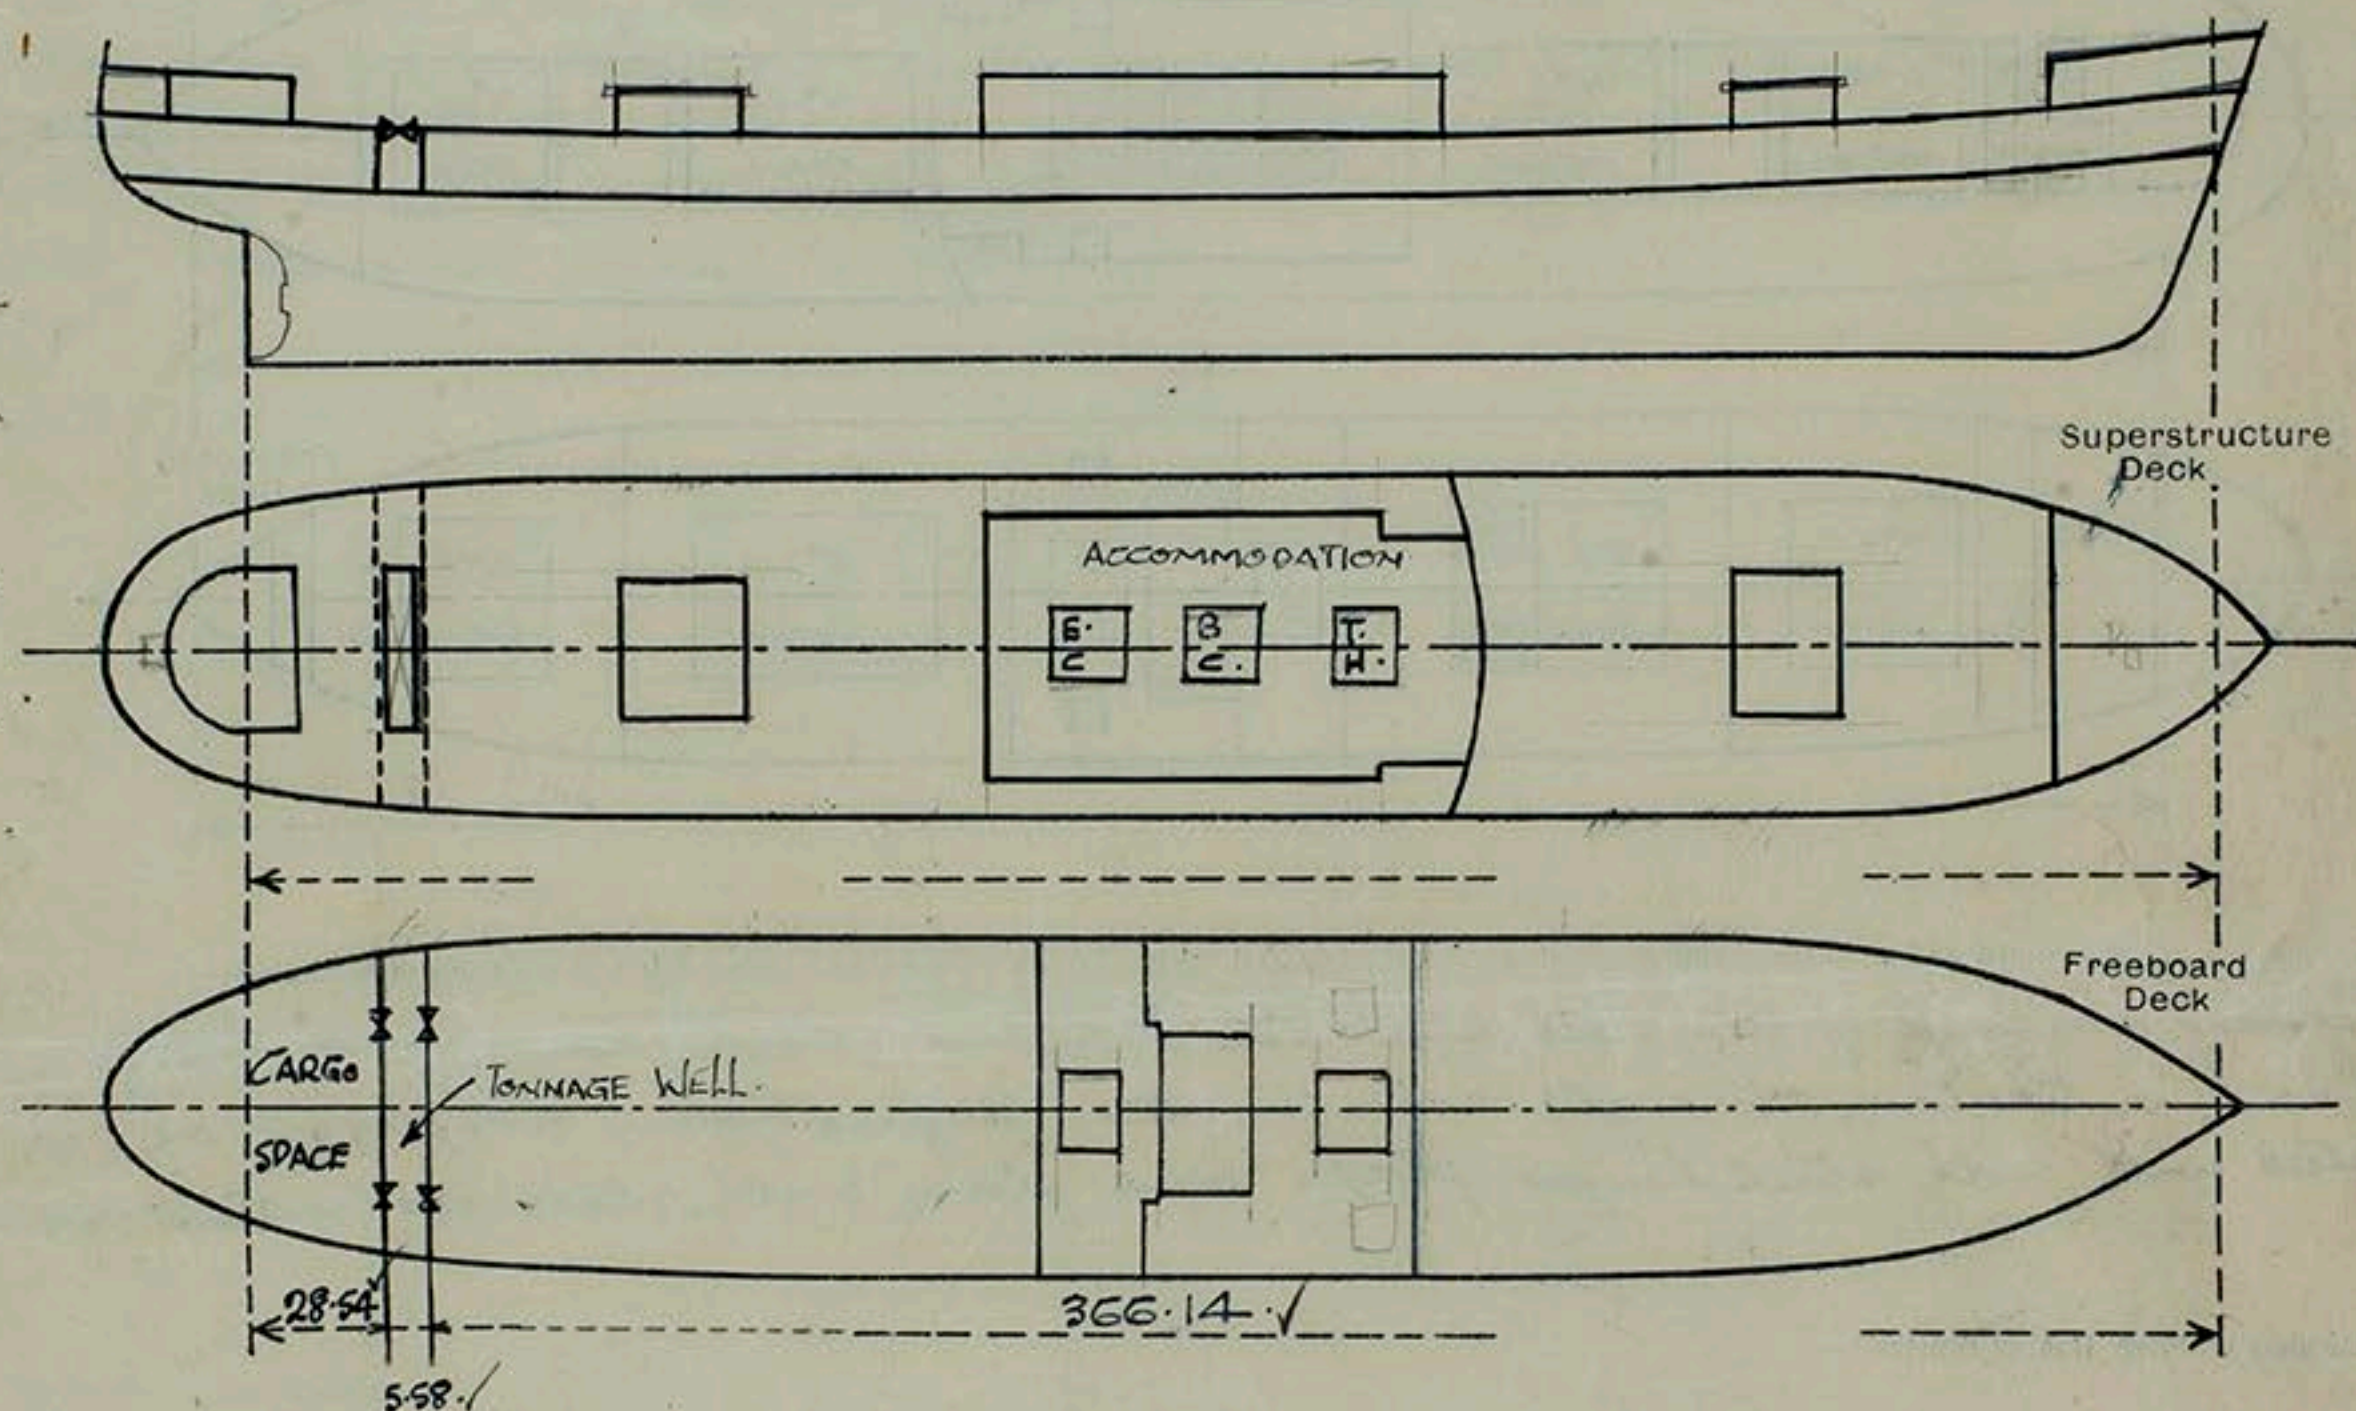 Superstructure
Deck
ACCOMMODATION
E.
C
B
C.
T.
H.
Freeboard
Deck
CARGO
SPACE
TONNAGE WELL.
28.54
366.14.✓
5.58.✓